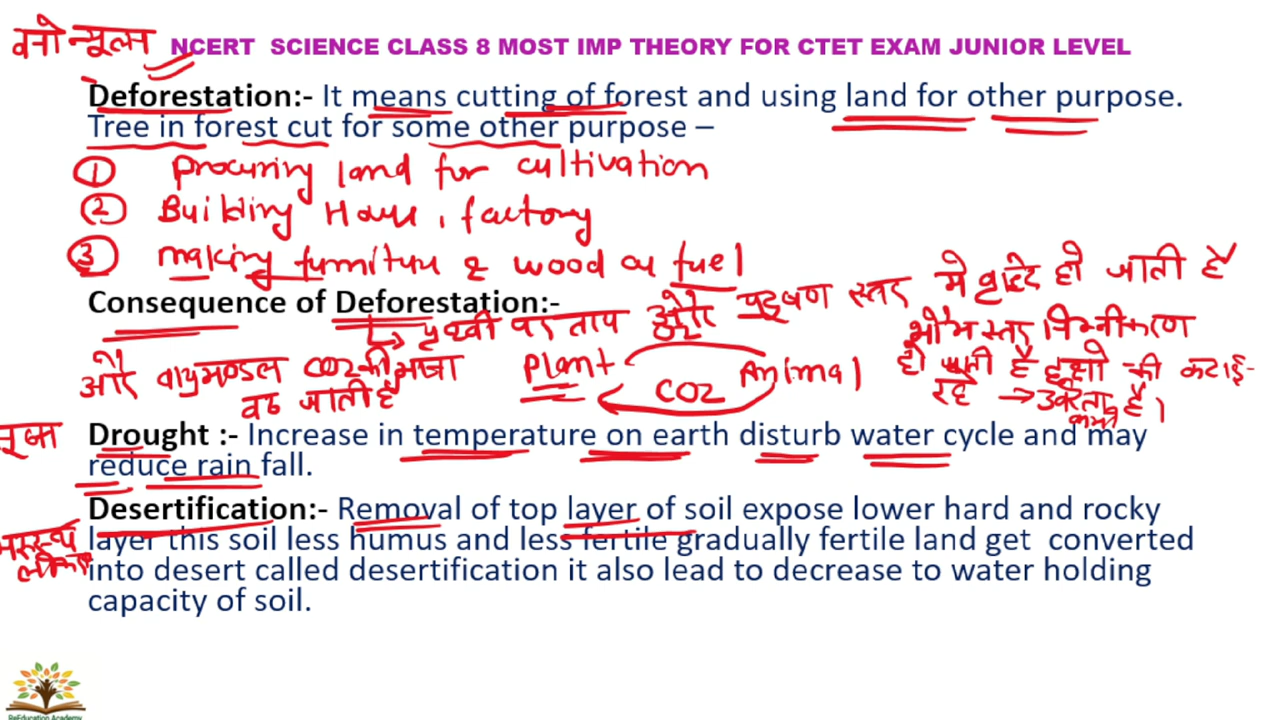 वनोन्मूलन
NCERT SCIENCE CLASS 8 MOST IMP THEORY FOR CTET EXAM JUNIOR LEVEL
Deforestation:- It means cutting of forest and using land for other purpose.
Tree in forest cut for some other purpose –
① Procuring land for cultivation
② Building House, factory
③ making furniture & wood as fuel
Consequence of Deforestation:-
↳ पृथ्वी पर ताप और प्रदूषण स्तर में वृद्धि हो जाती है
और वायुमण्डल CO2 की मात्रा
बढ़ जाती है
Plant CO2 Animal
भौम स्तर
हो जाती है वृक्षो की कटाई-
Drought :- Increase in temperature on earth disturb water cycle and may
reduce rain fall.
Desertification:- Removal of top layer of soil expose lower hard and rocky
layer this soil less humus and less fertile gradually fertile land get converted
into desert called desertification it also lead to decrease to water holding
capacity of soil.
ReEducation Academy